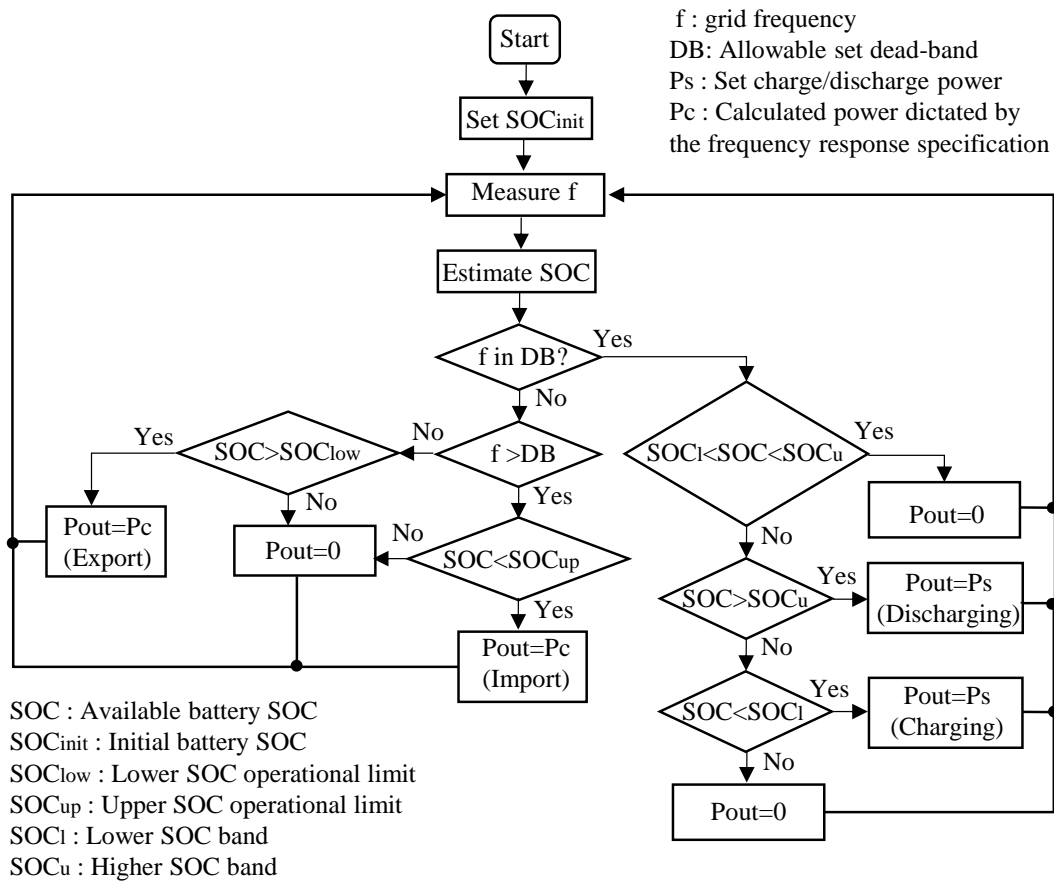 Start
f : grid frequency
DB: Allowable set dead-band
Ps : Set charge/discharge power
Pc : Calculated power dictated by
the frequency response specification
Set SOCinit
Measure f
Estimate SOC
f in DB?
Yes
No
f >DB
No
Yes
SOC>SOClow
Yes
No
Pout=Pc
(Export)
Pout=0
No
SOC<SOCup
Yes
Pout=Pc
(Import)
SOCl<SOC<SOCu
Yes
Pout=0
No
SOC>SOCu
Yes
Pout=Ps
(Discharging)
No
SOC<SOCl
Yes
Pout=Ps
(Charging)
No
Pout=0
SOC : Available battery SOC
SOCinit : Initial battery SOC
SOClow : Lower SOC operational limit
SOCup : Upper SOC operational limit
SOCl : Lower SOC band
SOCu : Higher SOC band